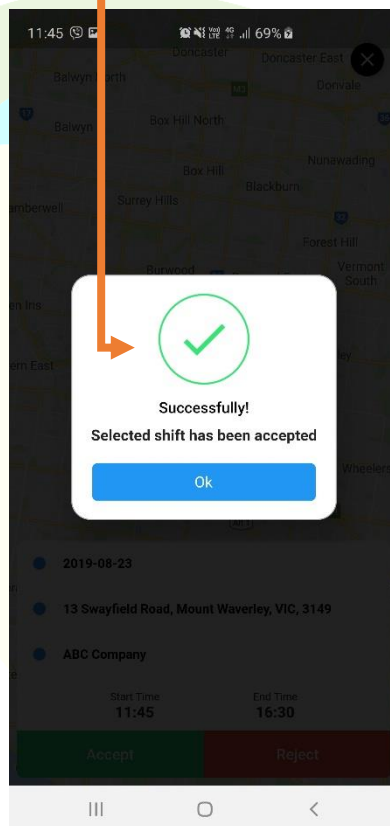 11:45 LTE 4G 69%
Doncaster
Doncaster East
Balwyn North
Donvale
Balwyn
Box Hill North
Nunawading
Box Hill
Blackburn
Surrey Hills
Forest Hill
Burwood
Vermont
South
Successfully!
Selected shift has been accepted
Ok
2019-08-23
13 Swayfield Road, Mount Waverley, VIC, 3149
ABC Company
Start Time
End Time
11:45
16:30
Accept
Reject